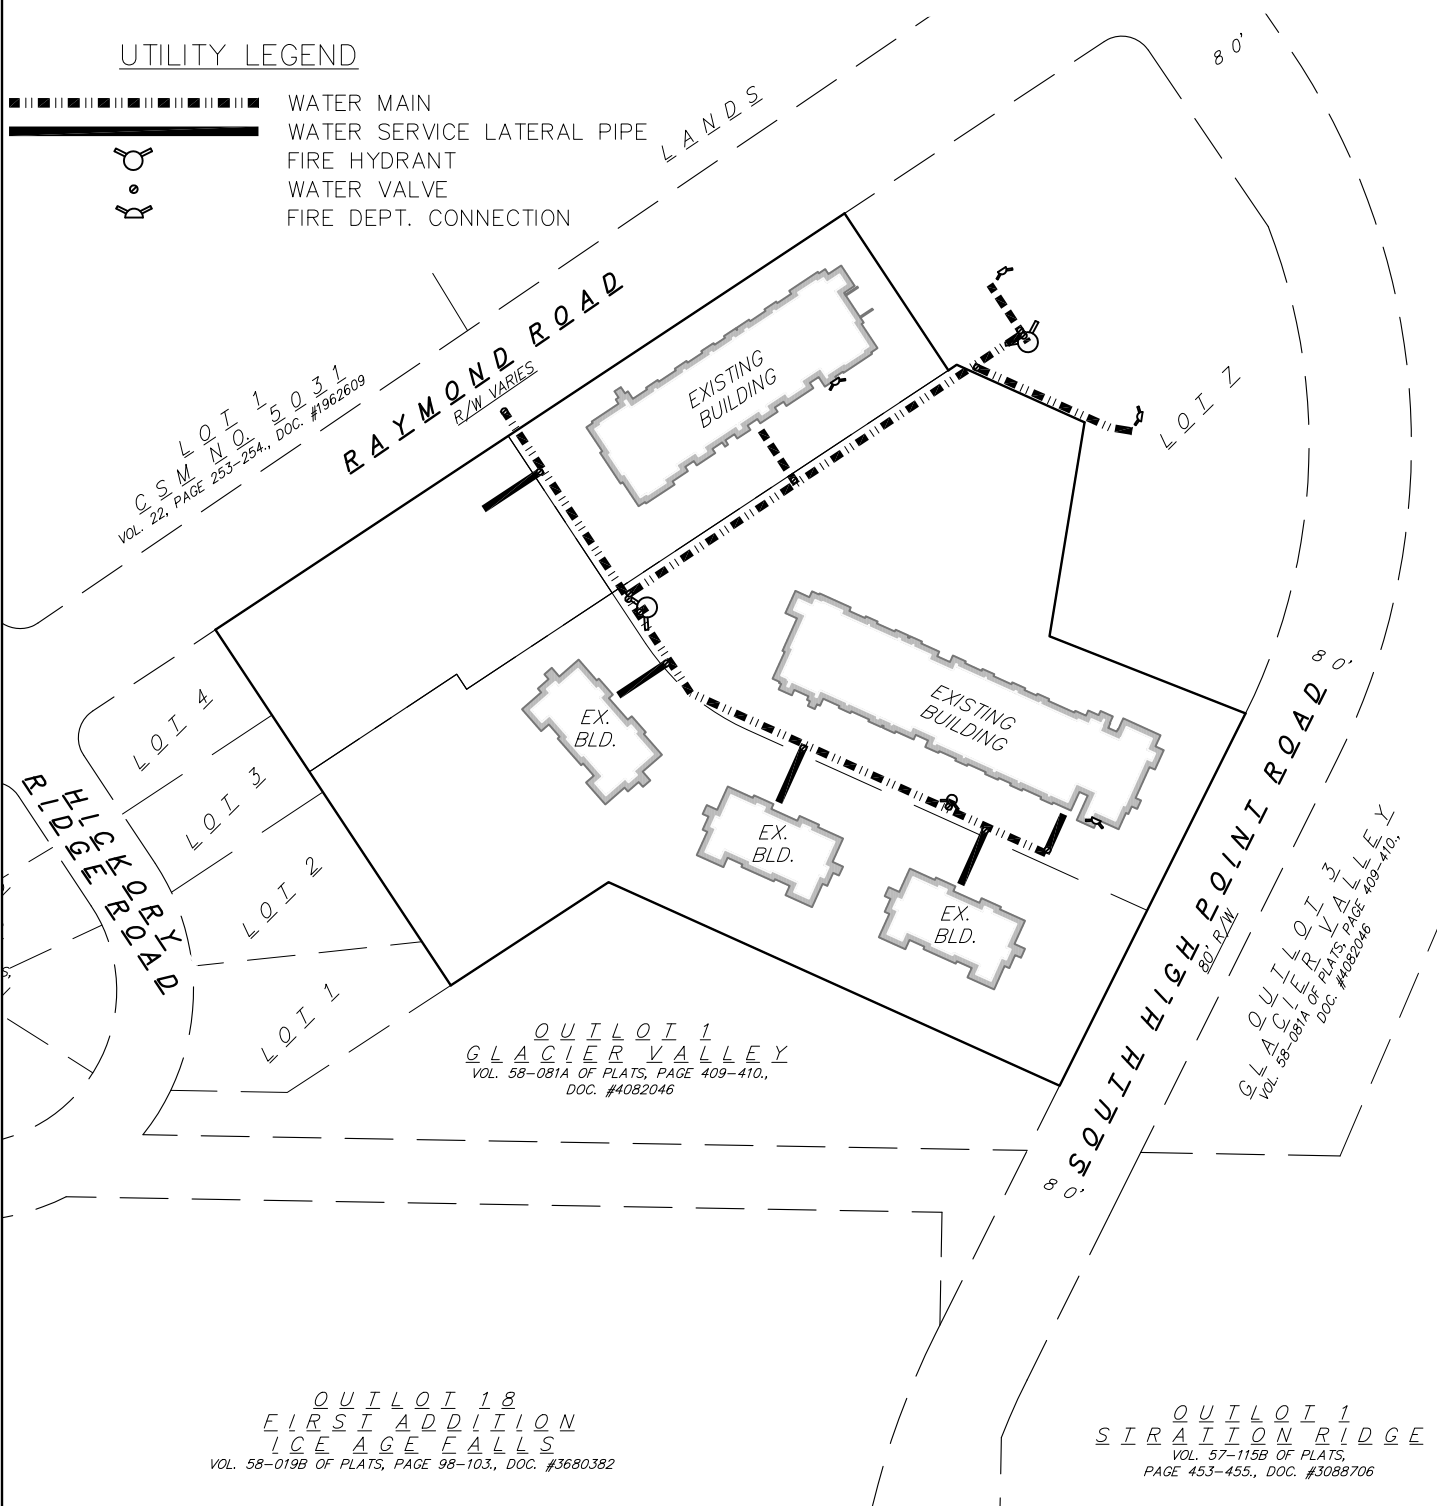 UTILITY LEGEND
WATER MAIN
WATER SERVICE LATERAL PIPE
FIRE HYDRANT
WATER VALVE
FIRE DEPT. CONNECTION
80'
LANDS
RAYMOND ROAD
R/W VARIES
LOT 1
CSM NO. 5031
VOL. 22, PAGE 253-254., DOC. #1962609
EXISTING
BUILDING
LOT 7
EXISTING
BUILDING
EX.
BLD.
EX.
BLD.
EX.
BLD.
LOT 4
LOT 3
LOT 2
LOT 1
HICKORY
RIDGE ROAD
80'
SOUTH HIGH POINT ROAD
80' R/W
80'
OUTLOT 3
GLACIER VALLEY
VOL. 58-081A OF PLATS, PAGE 409-410.,
DOC. #4082046
OUTLOT 1
GLACIER VALLEY
VOL. 58-081A OF PLATS, PAGE 409-410.,
DOC. #4082046
OUTLOT 18
FIRST ADDITION
ICE AGE FALLS
VOL. 58-019B OF PLATS, PAGE 98-103., DOC. #3680382
OUTLOT 1
STRATTON RIDGE
VOL. 57-115B OF PLATS,
PAGE 453-455., DOC. #3088706